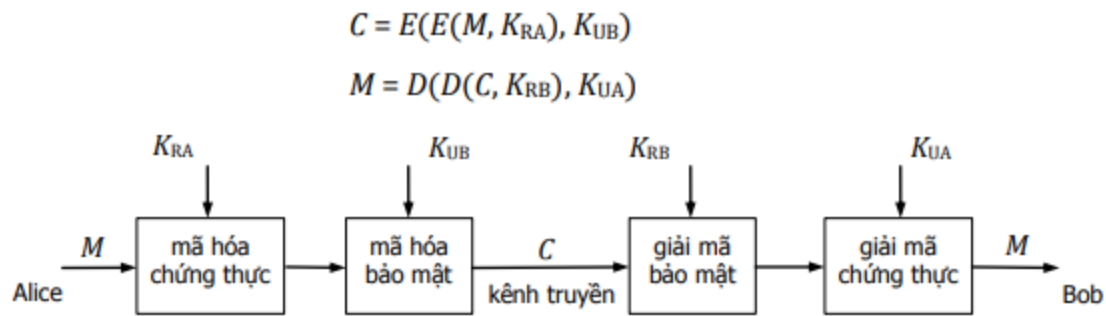 C = E(E(M, K_RA), K_UB)
M = D(D(C, K_RB), K_UA)
K_RA K_UB K_RB K_UA
M mã hóa chứng thực mã hóa bảo mật C giải mã bảo mật giải mã chứng thực M
Alice kênh truyền Bob